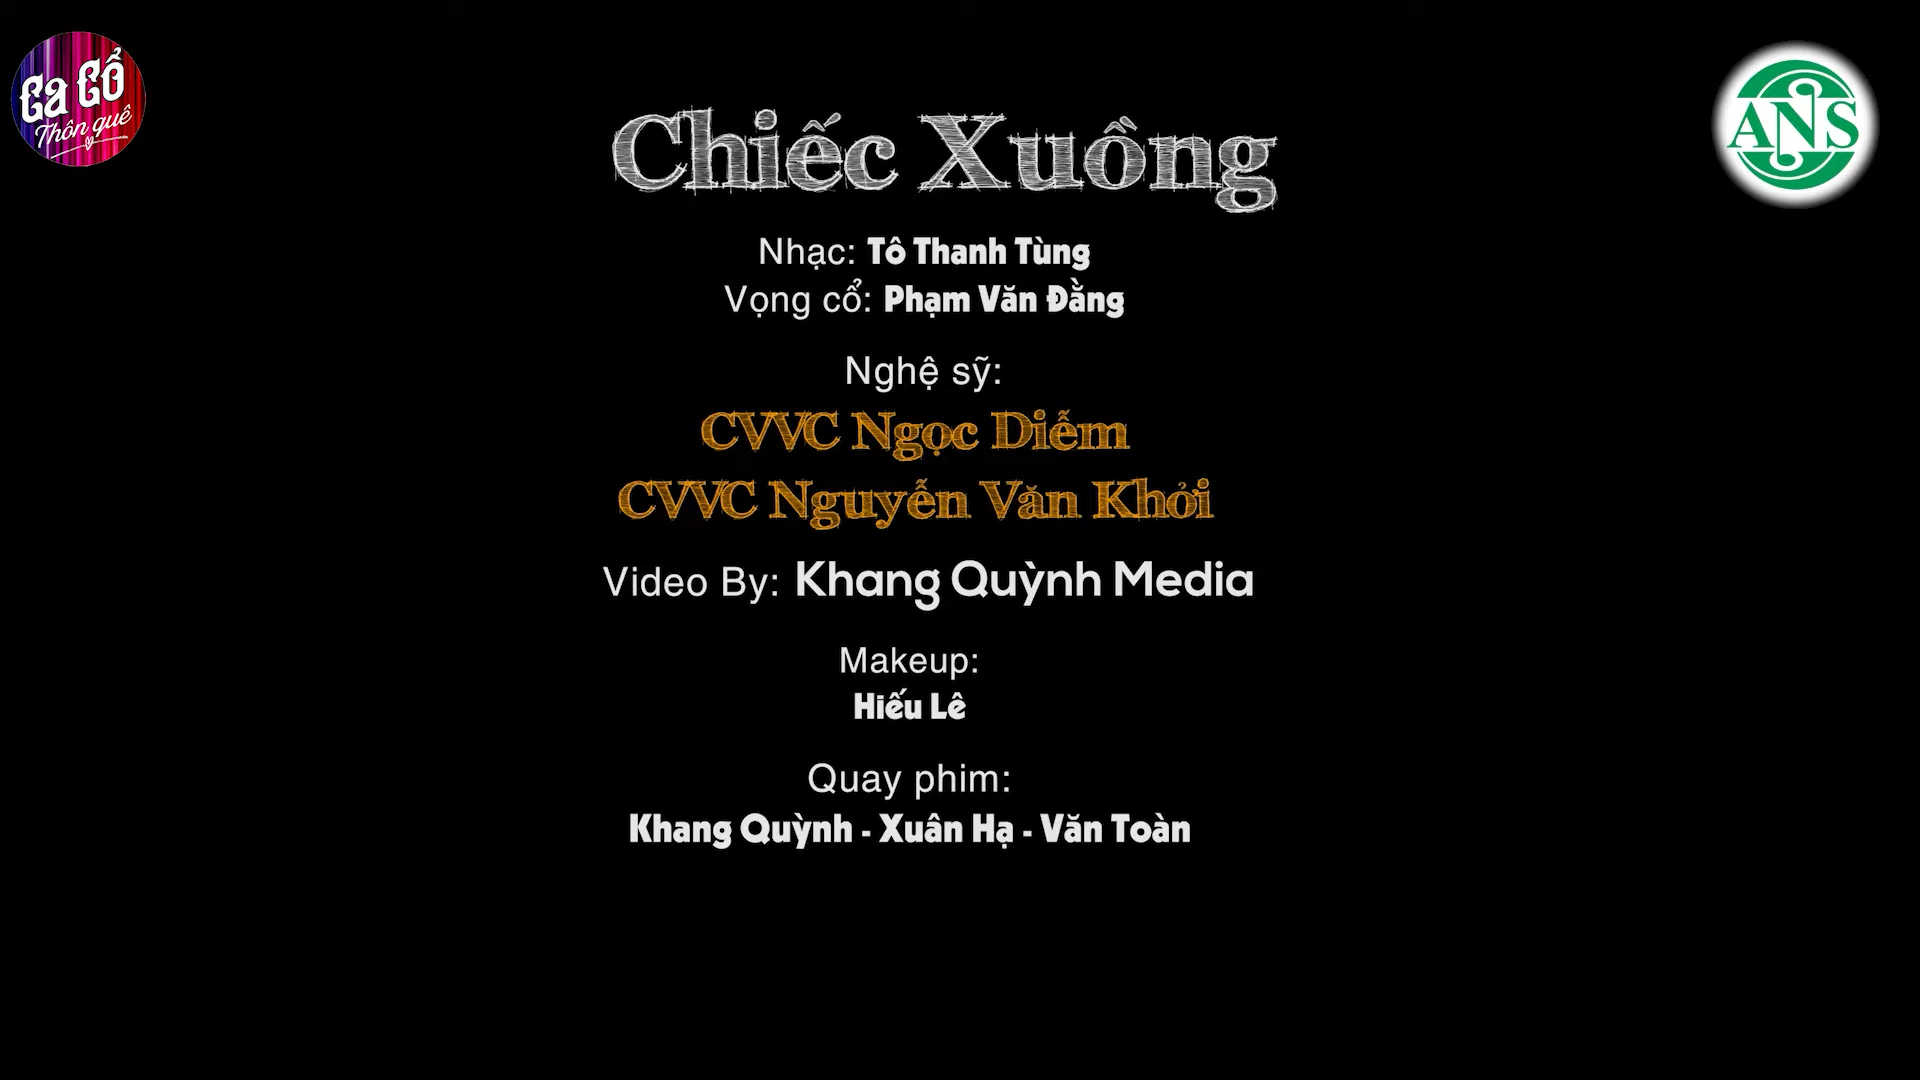 Ca Cổ
Thôn quê
ANS
Chiếc Xuồng
Nhạc: Tô Thanh Tùng
Vọng cổ: Phạm Văn Đằng
Nghệ sỹ:
CVVC Ngọc Diễm
CVVC Nguyễn Văn Khởi
Video By: Khang Quỳnh Media
Makeup:
Hiếu Lê
Quay phim:
Khang Quỳnh - Xuân Hạ - Văn Toàn